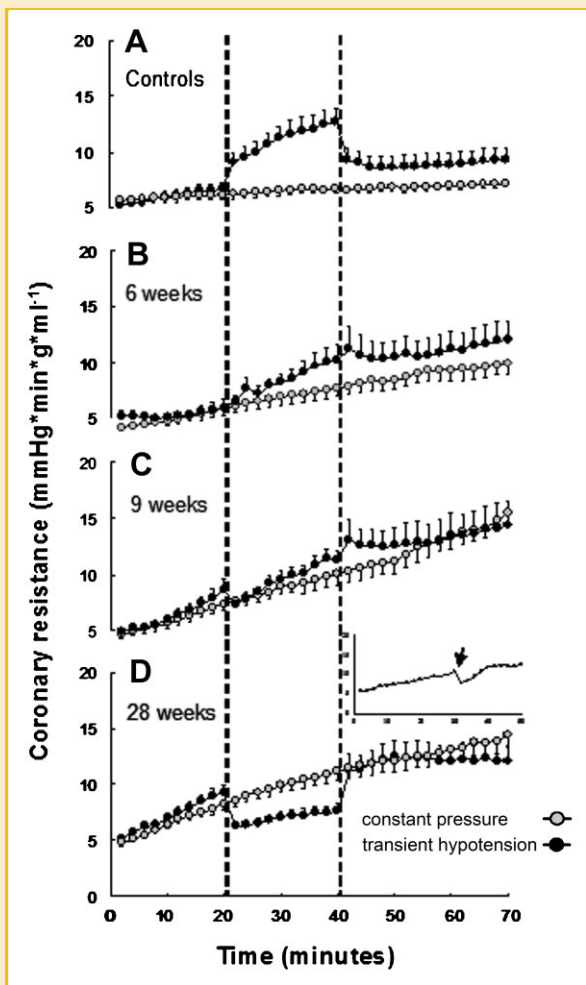 A
Controls
20
15
10
5
B
6 weeks
20
15
10
5
C
9 weeks
20
15
10
5
D
28 weeks
20
15
10
5
0
Coronary resistance (mmHg*min*g*ml⁻¹)
constant pressure
transient hypotension
0 10 20 30 40 50 60 70
Time (minutes)